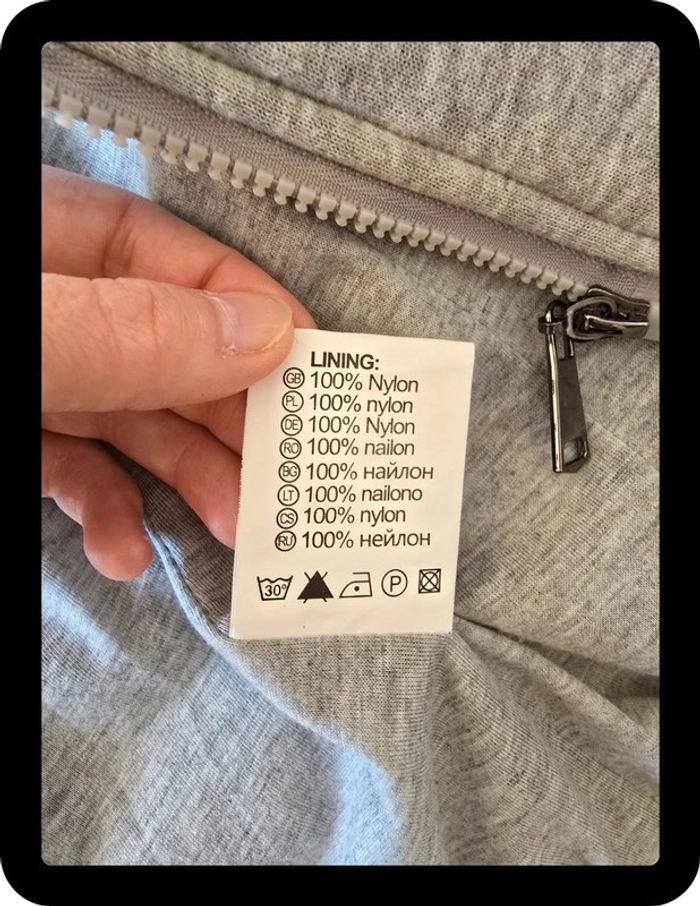 LINING:
GB 100% Nylon
PL 100% nylon
DE 100% Nylon
RO 100% nailon
BG 100% найлон
LT 100% nailono
CS 100% nylon
RU 100% нейлон
30° P